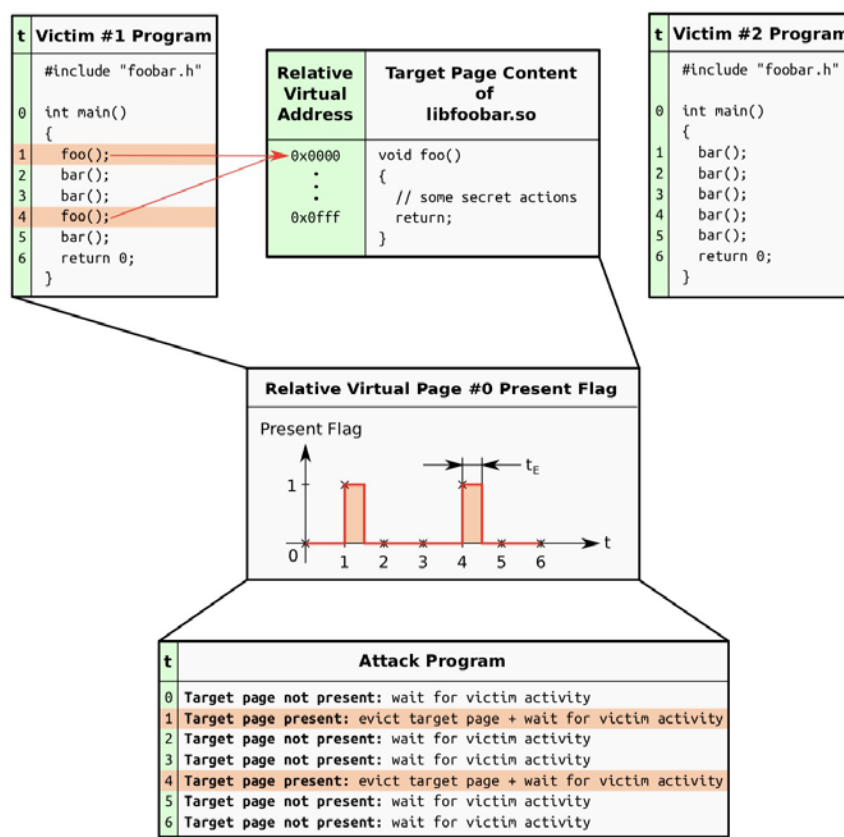 t Victim #1 Program
#include "foobar.h"
0 int main()
{
1 foo();
2 bar();
3 bar();
4 foo();
5 bar();
6 return 0;
}
Relative Virtual Address
Target Page Content of libfoobar.so
0x0000 void foo()
{
// some secret actions
0x0fff return;
}
t Victim #2 Program
#include "foobar.h"
0 int main()
{
1 bar();
2 bar();
3 bar();
4 bar();
5 bar();
6 return 0;
}
Relative Virtual Page #0 Present Flag
Present Flag
tE
1
0 1 2 3 4 5 6 t
t Attack Program
0 Target page not present: wait for victim activity
1 Target page present: evict target page + wait for victim activity
2 Target page not present: wait for victim activity
3 Target page not present: wait for victim activity
4 Target page present: evict target page + wait for victim activity
5 Target page not present: wait for victim activity
6 Target page not present: wait for victim activity